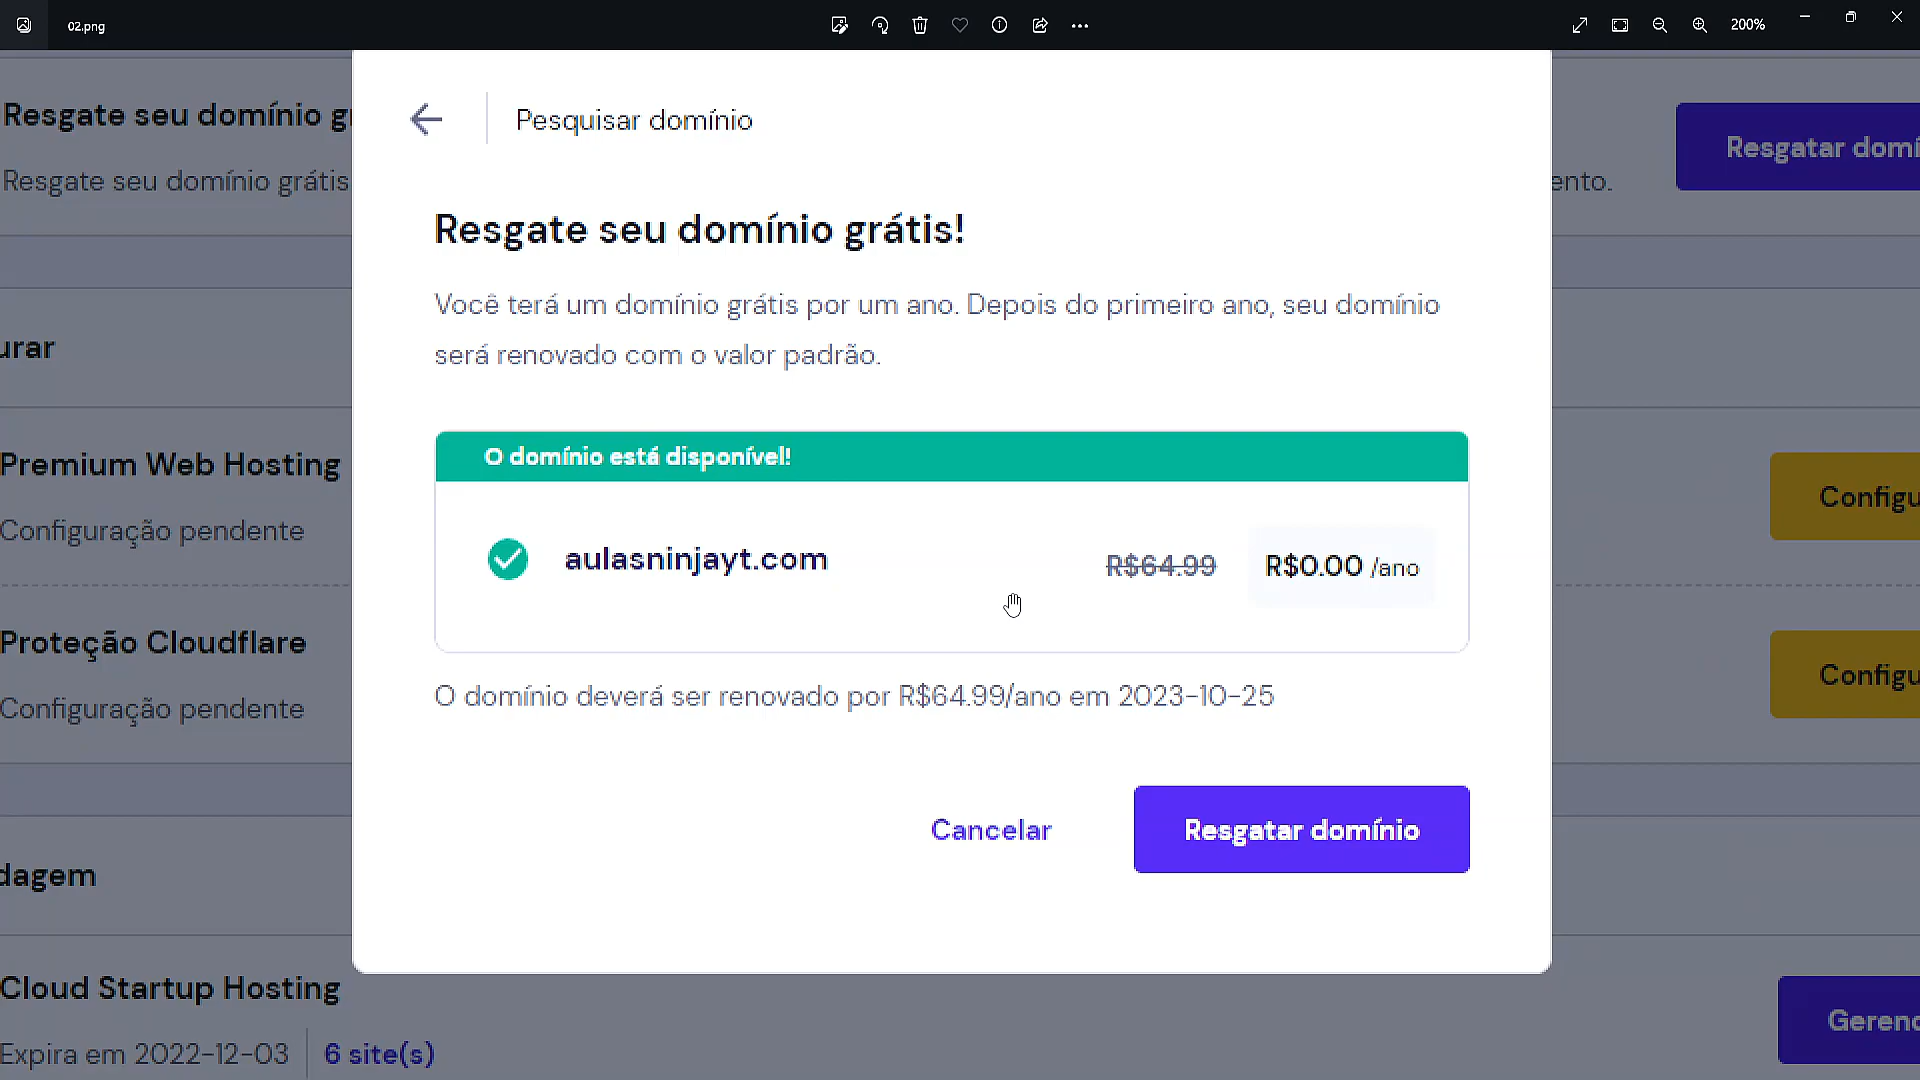 02.png
200%
Resgate seu domínio gr
Resgate seu domínio grátis
ento.
Resgatar domí
urar
Premium Web Hosting
Configuração pendente
Configu
Proteção Cloudflare
Configuração pendente
Configu
dagem
Cloud Startup Hosting
Expira em 2022-12-03
6 site(s)
Gerenc
Pesquisar domínio
Resgate seu domínio grátis!
Você terá um domínio grátis por um ano. Depois do primeiro ano, seu domínio
será renovado com o valor padrão.
O domínio está disponível!
aulasninjayt.com
R$64.99
R$0.00 /ano
O domínio deverá ser renovado por R$64.99/ano em 2023-10-25
Cancelar
Resgatar domínio